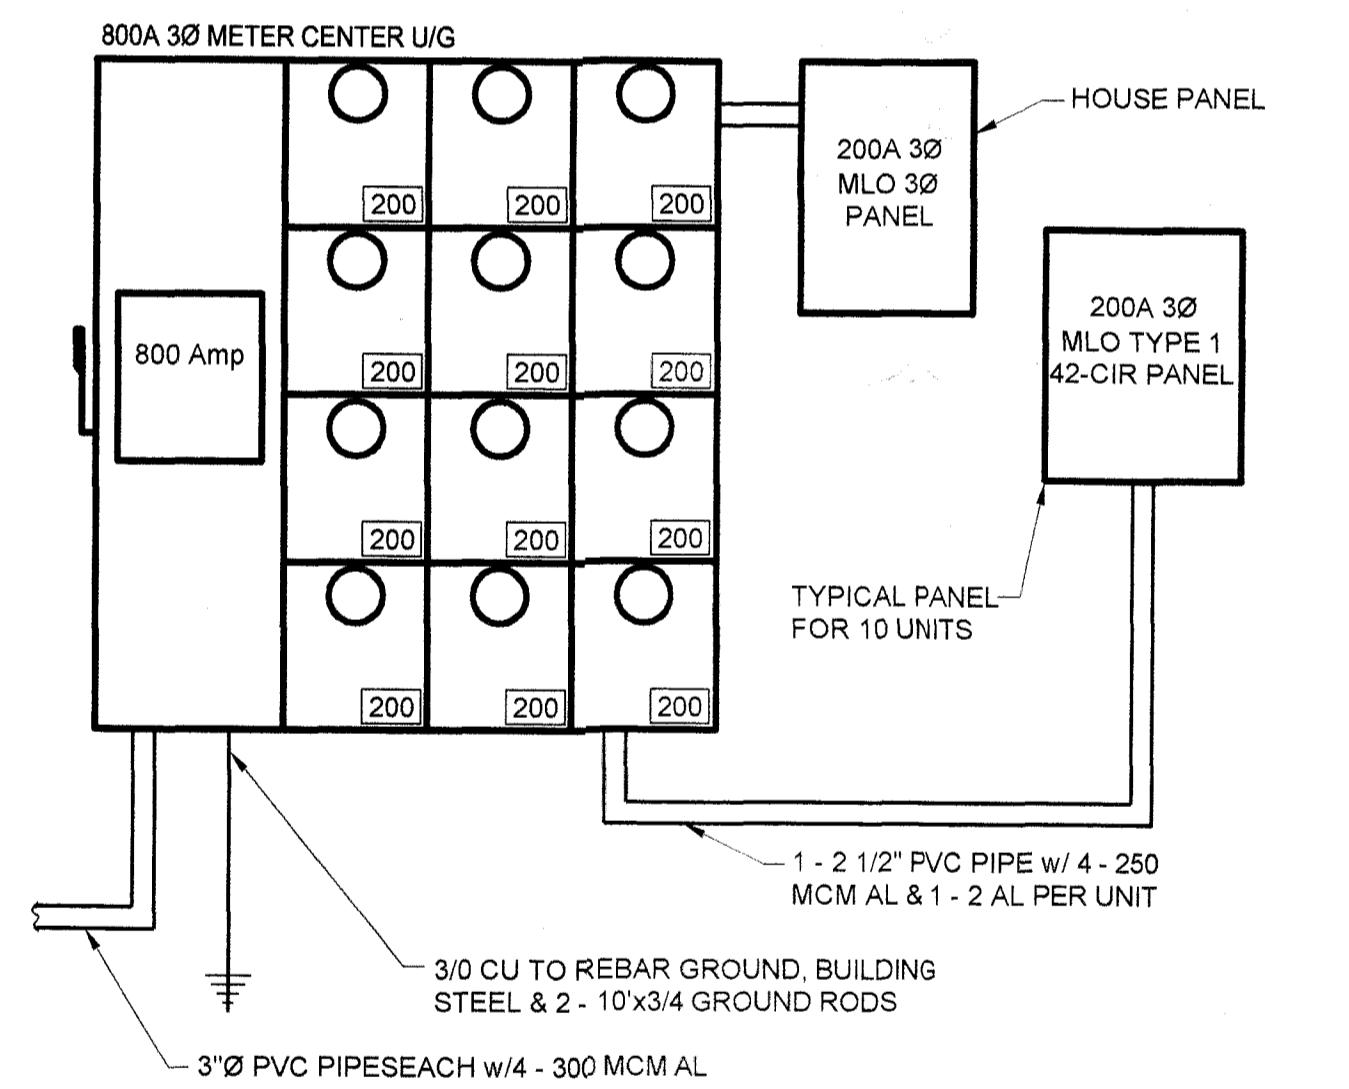 800A 3Ø METER CENTER U/G
HOUSE PANEL
200A 3Ø
MLO 3Ø
PANEL
200 200 200
200A 3Ø
MLO TYPE 1
42-CIR PANEL
800 Amp
200 200 200
200 200 200
TYPICAL PANEL
FOR 10 UNITS
200 200 200
1 - 2 1/2" PVC PIPE w/ 4 - 250
MCM AL & 1 - 2 AL PER UNIT
3/0 CU TO REBAR GROUND, BUILDING
STEEL & 2 - 10'x3/4 GROUND RODS
3"Ø PVC PIPESEACH w/4 - 300 MCM AL